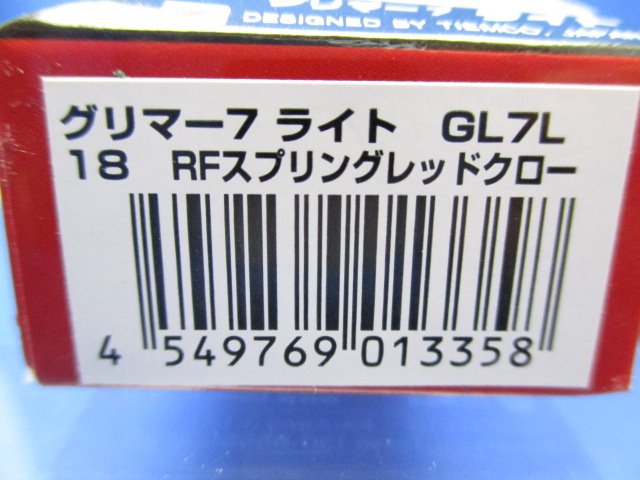 DESIGNED BY TIEMCO,
グリマー7 ライト GL7L
18 RFスプリングレッドクロー
4 549769 013358